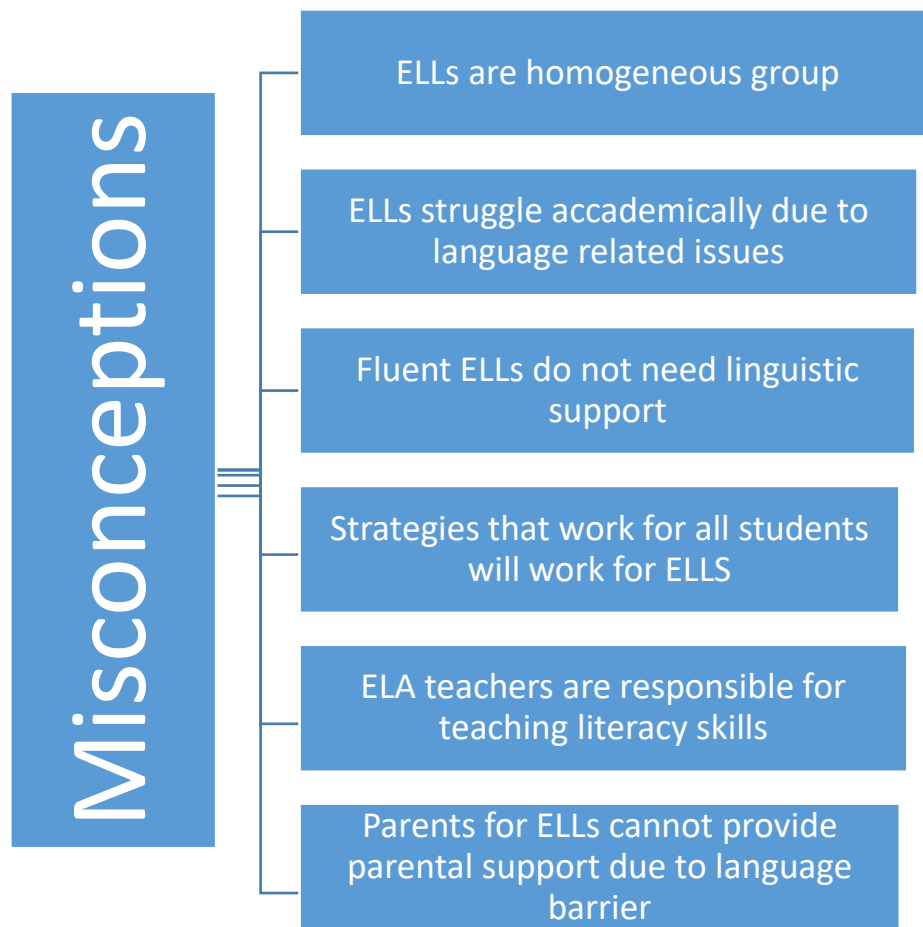 Misconceptions
ELLs are homogeneous group
ELLs struggle accademically due to
language related issues
Fluent ELLs do not need linguistic
support
Strategies that work for all students
will work for ELLS
ELA teachers are responsible for
teaching literacy skills
Parents for ELLs cannot provide
parental support due to language
barrier